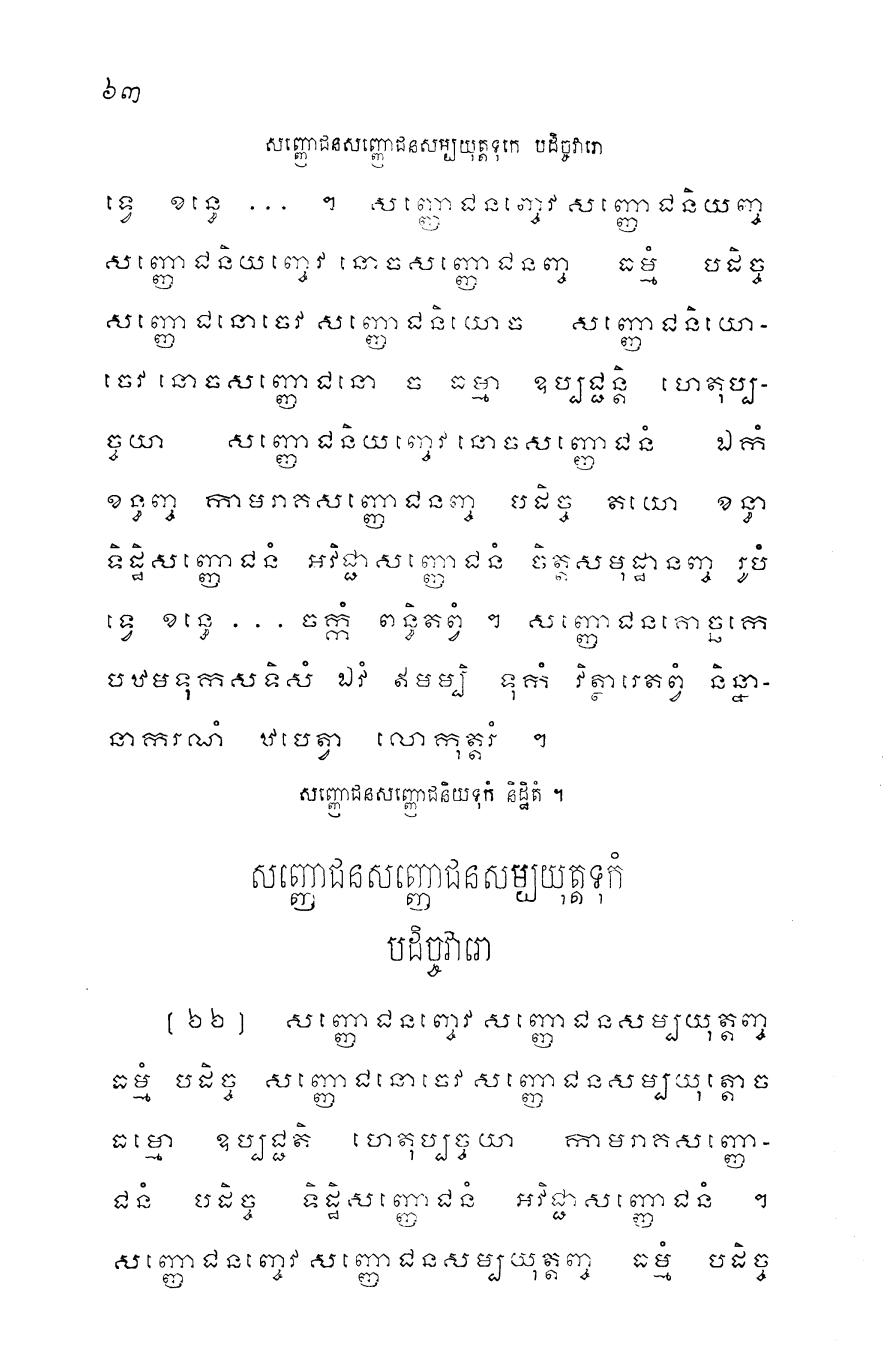 ៦៣
សញ្ញោជនសញ្ញោជនសម្បយុត្តទុកេ បដិច្ចវារោ
ទ្វេ ខន្ធេ ... ។ សញ្ញោជនញ្ចេវ សញ្ញោជនិយញ្ច
សញ្ញោជនិយញ្ចេវ នោចសញ្ញោជនញ្ច ធម្មំ បដិច្ច
សញ្ញោជនោចេវ សញ្ញោជនិយោច សញ្ញោជនិយោ-
ចេវ នោចសញ្ញោជនោ ច ធម្មា ឧប្បជ្ជន្តិ ហេតុប្ប-
ច្ចយា សញ្ញោជនិយញ្ចេវ នោចសញ្ញោជនំ ឯកំ
ខន្ធញ្ច កាមរាគសញ្ញោជនញ្ច បដិច្ច តយោ ខន្ធា
ទិដ្ឋិសញ្ញោជនំ អវិជ្ជាសញ្ញោជនំ ចិត្តសមុដ្ឋានញ្ច រូបំ
ទ្វេ ខន្ធេ ... ចក្កំ ពន្ធិតព្វំ ។ សញ្ញោជនគោច្ឆកេ
បឋមទុកសទិសំ ឯវំ ឥមម្បិ ទុកំ វិត្ថារេតព្វំ និន្នា-
នាករណំ ឋបេត្វា លោកុត្តរំ ។
សញ្ញោជនសញ្ញោជនិយទុកំ និដ្ឋិតំ ។
សញ្ញោជនសញ្ញោជនសម្បយុត្តទុកំ
បដិច្ចវារោ
[ ៦៦ ] សញ្ញោជនញ្ចេវ សញ្ញោជនសម្បយុត្តញ្ច
ធម្មំ បដិច្ច សញ្ញោជនោចេវ សញ្ញោជនសម្បយុត្តោច
ធម្មោ ឧប្បជ្ជតិ ហេតុប្បច្ចយា កាមរាគសញ្ញោ-
ជនំ បដិច្ច ទិដ្ឋិសញ្ញោជនំ អវិជ្ជាសញ្ញោជនំ ។
សញ្ញោជនញ្ចេវ សញ្ញោជនសម្បយុត្តញ្ច ធម្មំ បដិច្ច